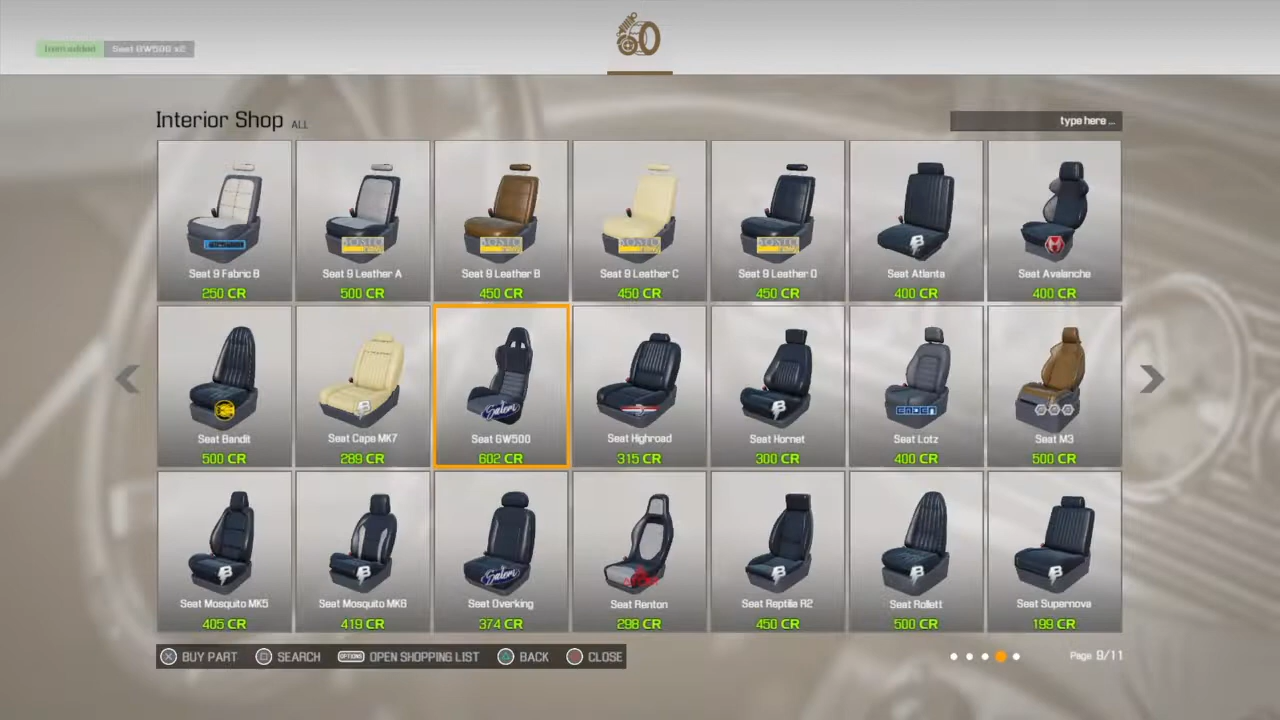 Item added Seat GW500 x2
Interior Shop ALL
type here ...
Seat 9 Fabric B
Seat 9 Leather A
Seat 9 Leather B
Seat 9 Leather C
Seat 9 Leather D
Seat Atlanta
Seat Avalanche
250 CR
500 CR
450 CR
450 CR
450 CR
400 CR
400 CR
Seat Bandit
Seat Cape MK7
Seat GW500
Seat Highroad
Seat Hornet
Seat Lotz
Seat M3
500 CR
289 CR
602 CR
315 CR
300 CR
400 CR
500 CR
Seat Mosquito MK5
Seat Mosquito MK6
Seat Overking
Seat Renton
Seat Reptilia R2
Seat Rollett
Seat Supernova
405 CR
419 CR
374 CR
298 CR
450 CR
500 CR
199 CR
BUY PART
SEARCH
OPTIONS OPEN SHOPPING LIST
BACK
CLOSE
Page: 9/11